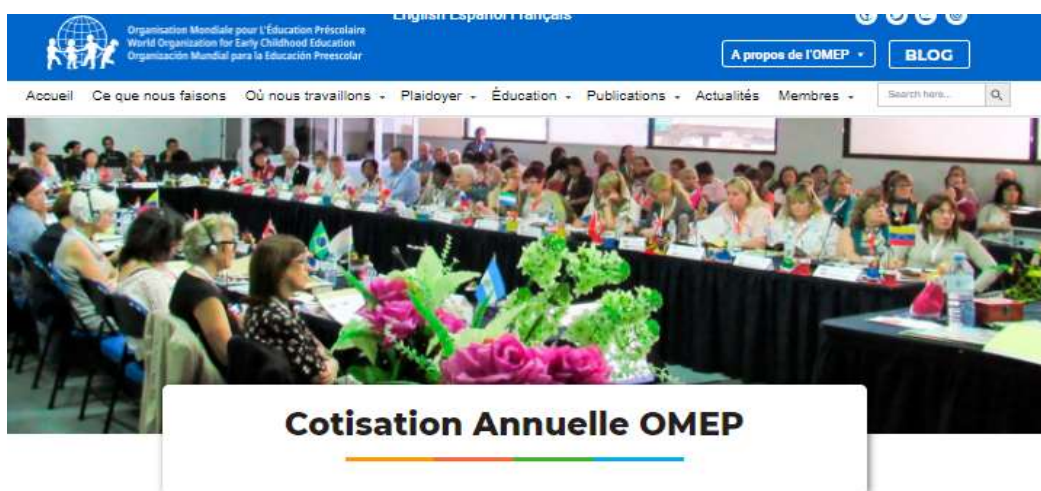 English Español Français
Organisation Mondiale pour L'Éducation Préscolaire
World Organization for Early Childhood Education
Organización Mundial para la Educación Preescolar
A propos de l'OMEP
BLOG
Accueil Ce que nous faisons Où nous travaillons Plaidoyer Éducation Publications Actualités Membres Search here...
Cotisation Annuelle OMEP